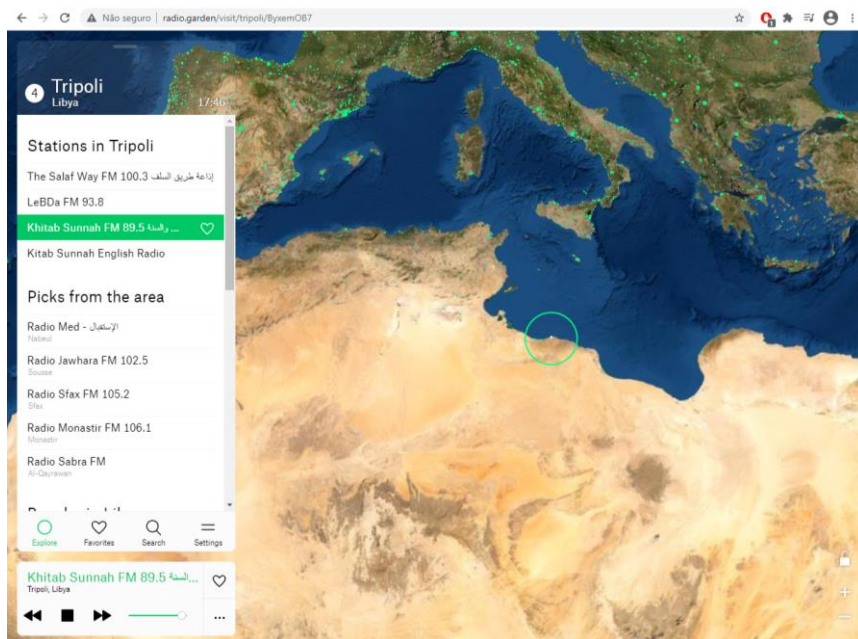 Não seguro | radio.garden/visit/tripoli/8yxemOB7
4
Tripoli
Libya
17:46
Stations in Tripoli
The Salaf Way FM 100.3 إذاعة طريق السلف
LeBDa FM 93.8
Khitab Sunnah FM 89.5 والسنة ...
Kitab Sunnah English Radio
Picks from the area
Radio Med - الإستقبال
Nabeul
Radio Jawhara FM 102.5
Sousse
Radio Sfax FM 105.2
Sfax
Radio Monastir FM 106.1
Monastir
Radio Sabra FM
Al-Qayrawan
Explore
Favorites
Search
Settings
Khitab Sunnah FM 89.5 السنة...
Tripoli, Libya